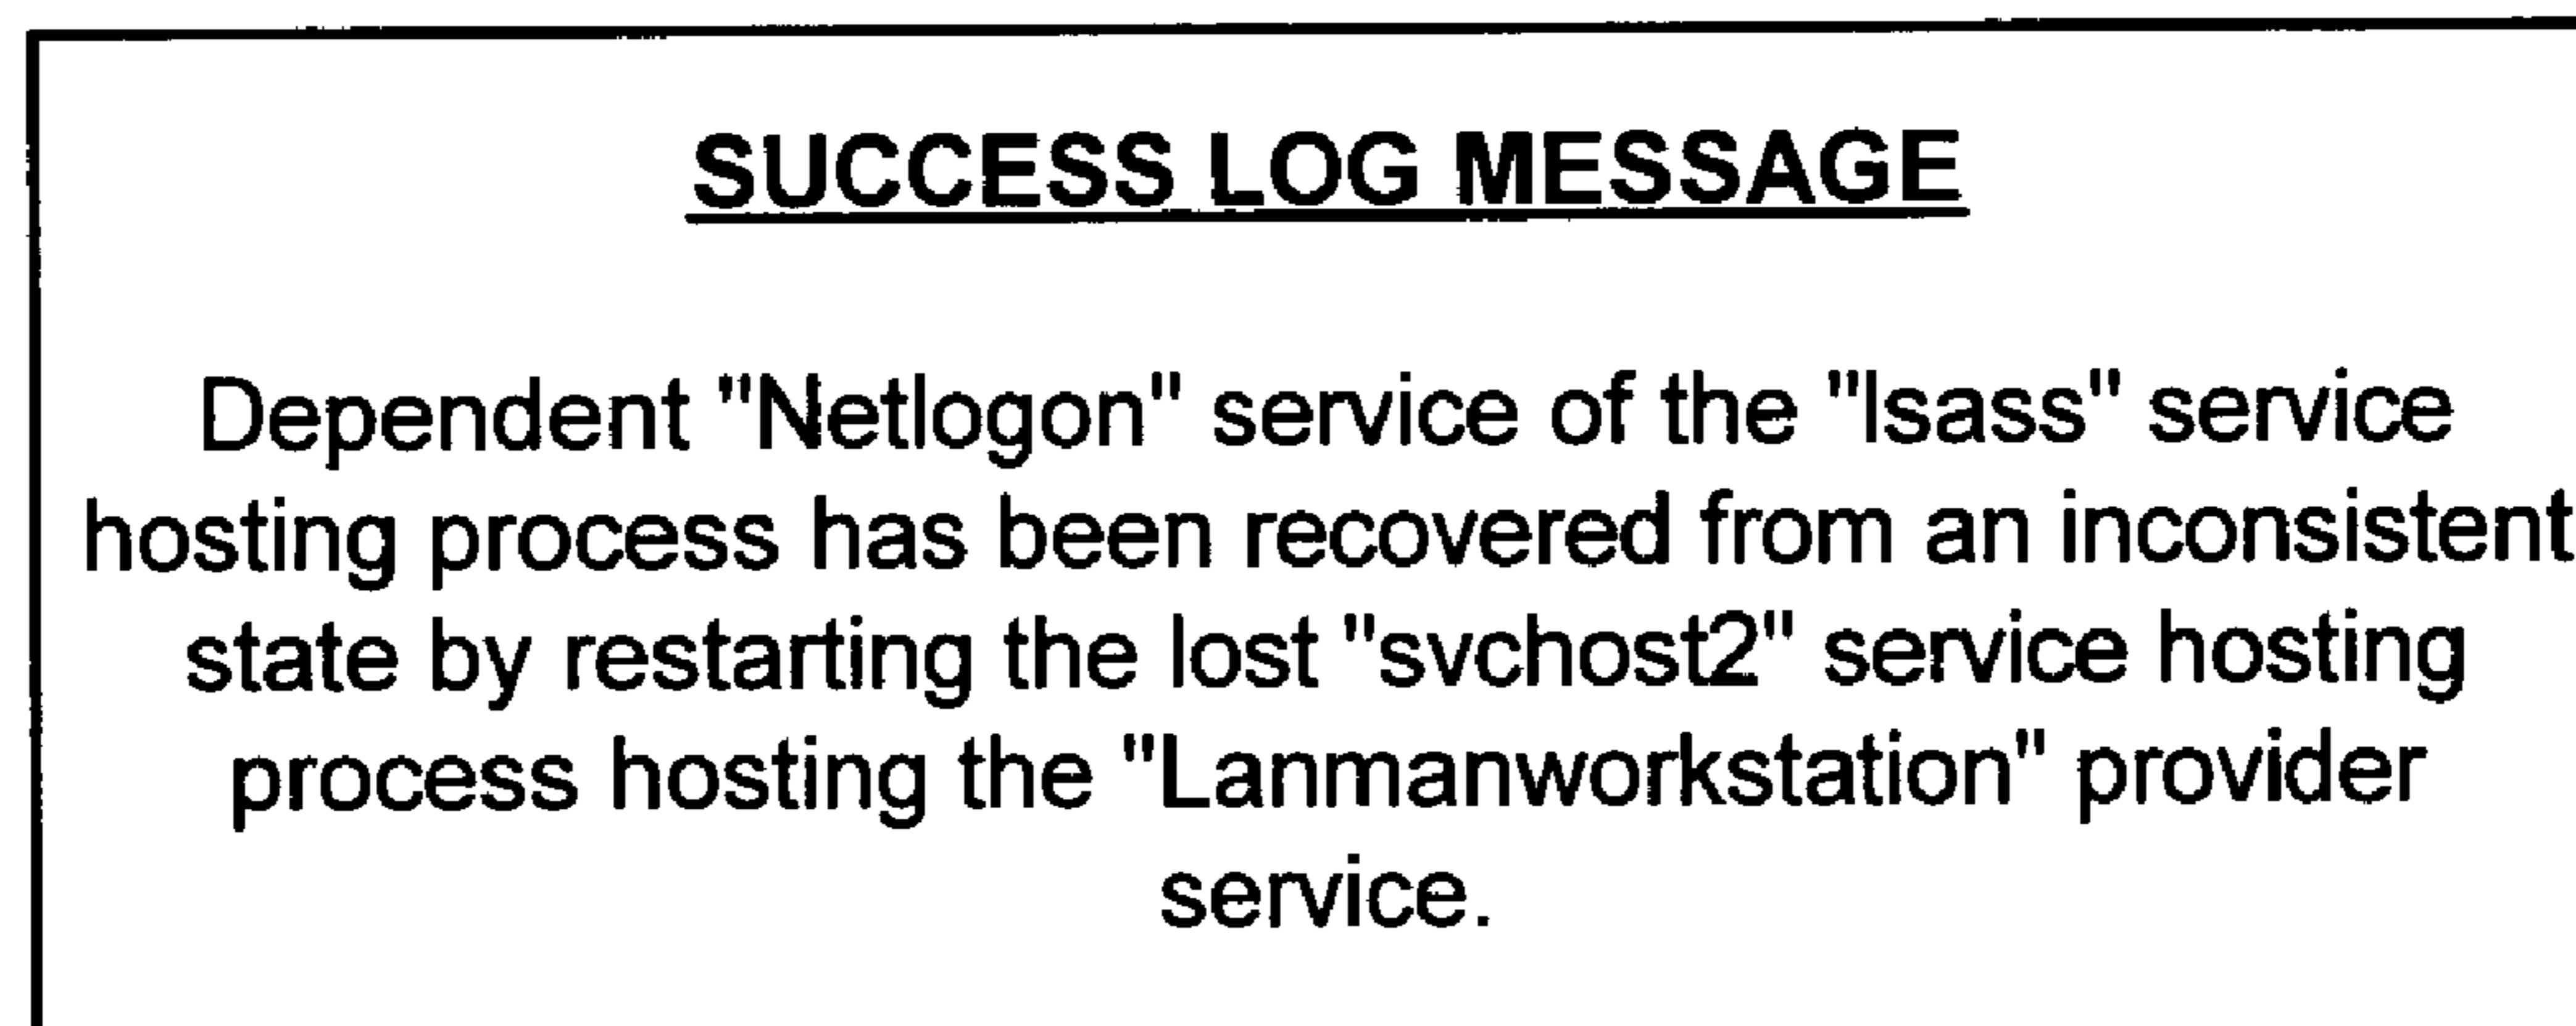 SUCCESS LOG MESSAGE
Dependent "Netlogon" service of the "lsass" service
hosting process has been recovered from an inconsistent
state by restarting the lost "svchost2" service hosting
process hosting the "Lanmanworkstation" provider
service.